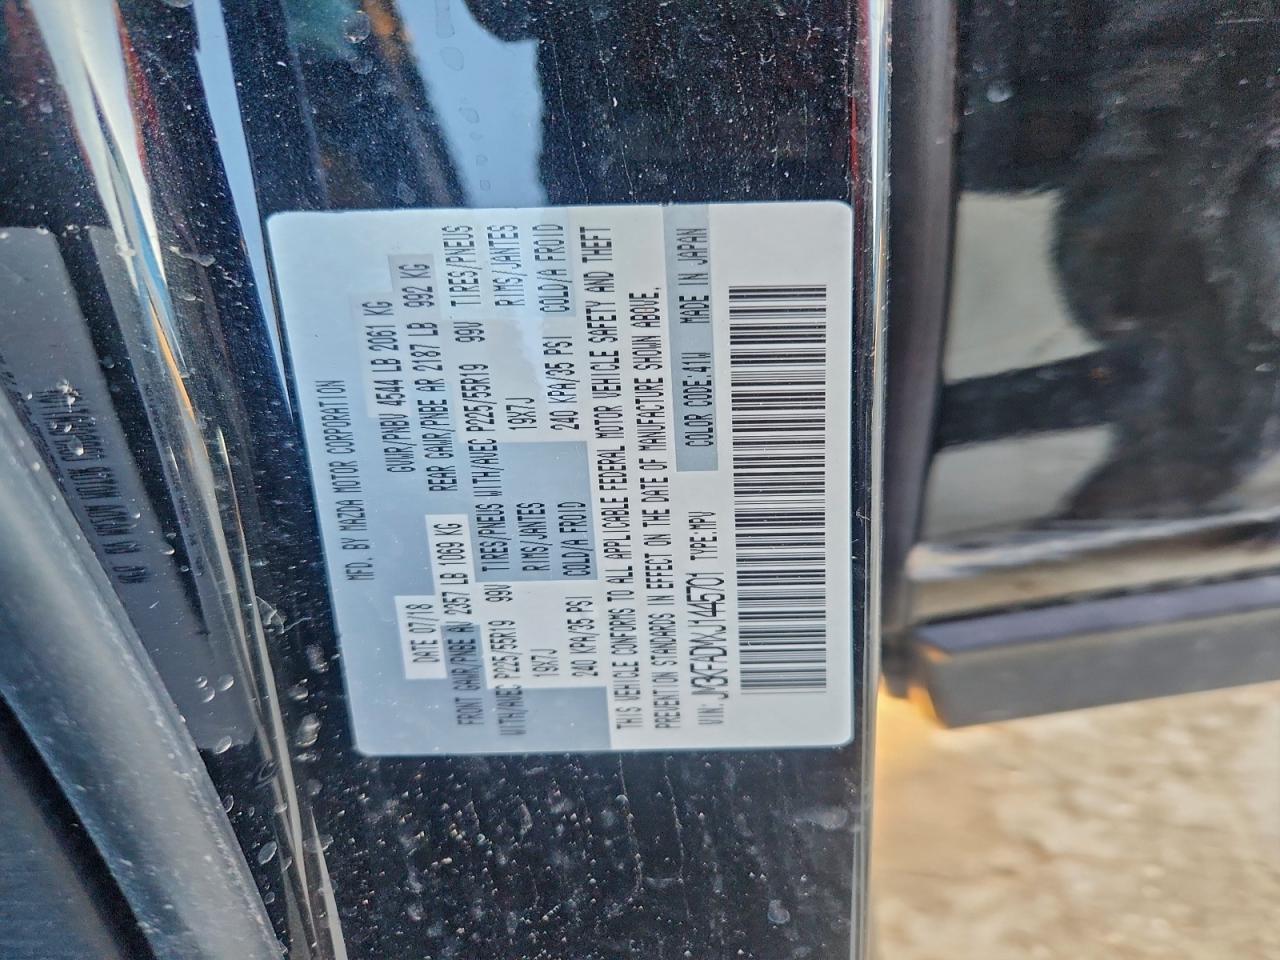 MFD. BY MAZDA MOTOR CORPORATION
DATE 07/18 GVWR/PNBV 4544 LB 2061 KG
FRONT GAWR/PNBE AV 2357 LB 1069 KG REAR GAWR/PNBE AR 2187 LB 992 KG
WITH/AVEC P225/55R19 99V TIRES/PNEUS WITH/AVEC P225/55R19 99V TIRES/PNEUS
19X7J RIMS/JANTES 19X7J RIMS/JANTES
240 KPA/35 PSI COLD/A FROID 240 KPA/35 PSI COLD/A FROID
THIS VEHICLE CONFORMS TO ALL APPLICABLE FEDERAL MOTOR VEHICLE SAFETY AND THEFT
PREVENTION STANDARDS IN EFFECT ON THE DATE OF MANUFACTURE SHOWN ABOVE.
VIN: JM3KFADMXJ1445701 TYPE:MPV COLOR CODE:41W MADE IN JAPAN